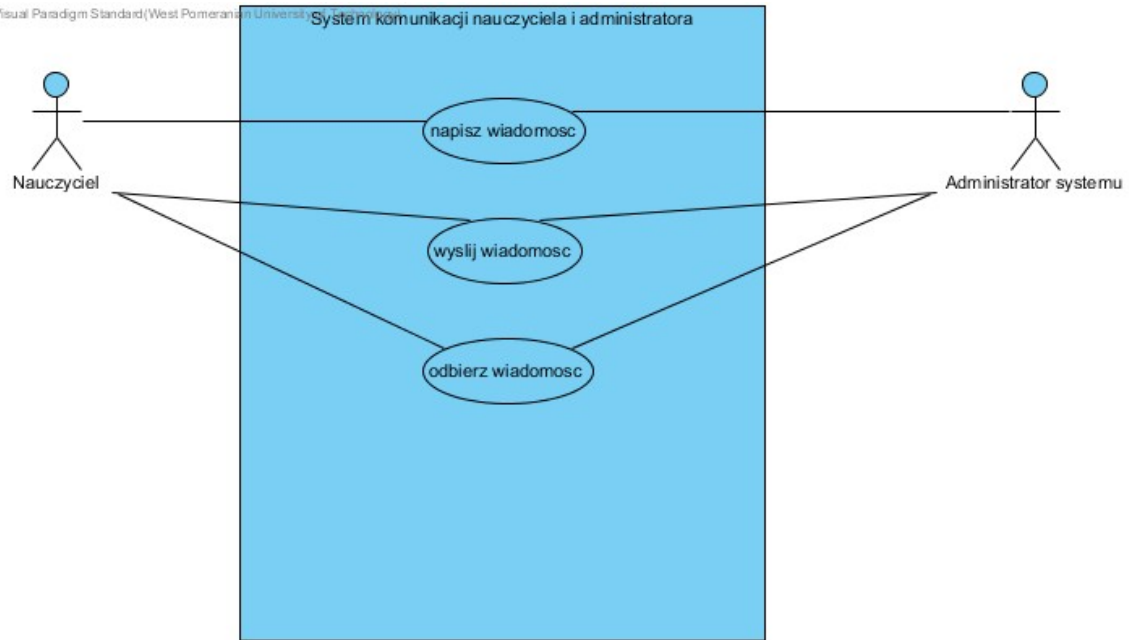 Visual Paradigm Standard(West Pomeranian University of Technology)
System komunikacji nauczyciela i administratora
napisz wiadomosc
Nauczyciel
Administrator systemu
wyslij wiadomosc
odbierz wiadomosc